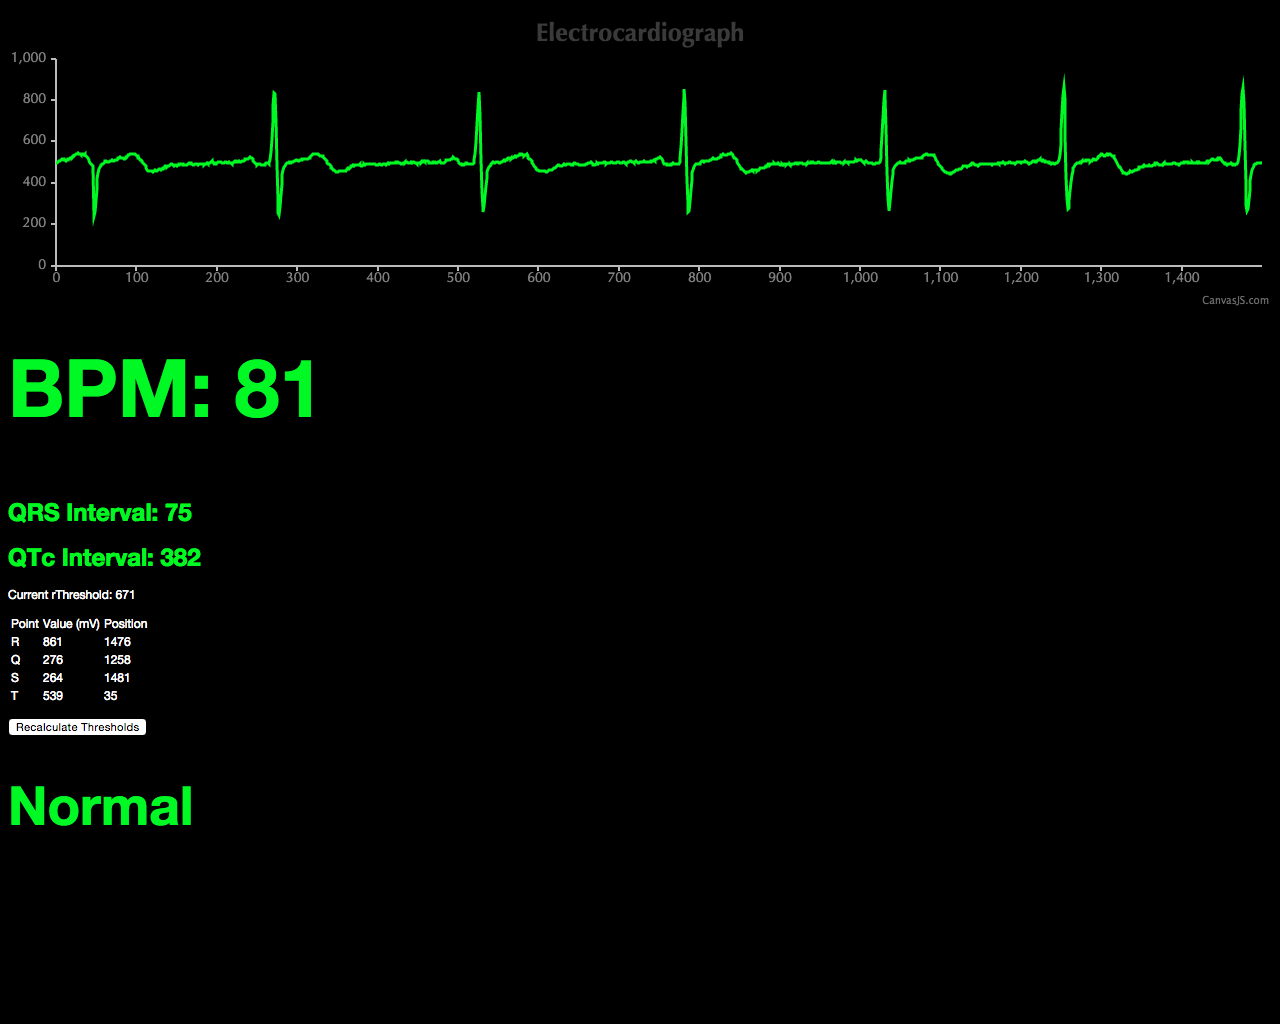 Electrocardiograph
1,000
800
600
400
200
0
0 100 200 300 400 500 600 700 800 900 1,000 1,100 1,200 1,300 1,400
CanvasJS.com
BPM: 81
QRS Interval: 75
QTc Interval: 382
Current rThreshold: 671
Point Value (mV) Position
R 861 1476
Q 276 1258
S 264 1481
T 539 35
Recalculate Thresholds
Normal